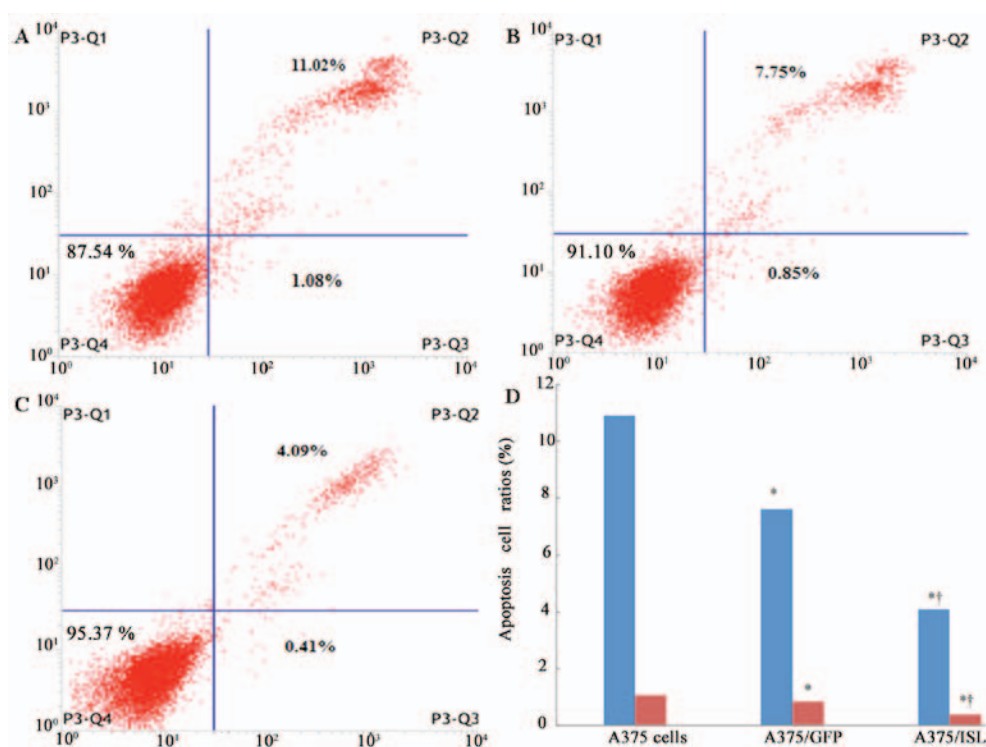 A
P3-Q1
P3-Q2
11.02%
87.54 %
1.08%
P3-Q4
P3-Q3
10⁴
10³
10²
10¹
10⁰
10⁰ 10¹ 10² 10³ 10⁴
B
P3-Q1
P3-Q2
7.75%
91.10 %
0.85%
P3-Q4
P3-Q3
10⁴
10³
10²
10¹
10⁰
10⁰ 10¹ 10² 10³ 10⁴
C
P3-Q1
P3-Q2
4.09%
95.37 %
0.41%
P3-Q4
P3-Q3
10⁴
10³
10²
10¹
10⁰
10⁰ 10¹ 10² 10³ 10⁴
D
Apoptosis cell ratios (%)
12
10
8
6
4
2
0
*
*
*†
*†
A375 cells
A375/GFP
A375/ISL